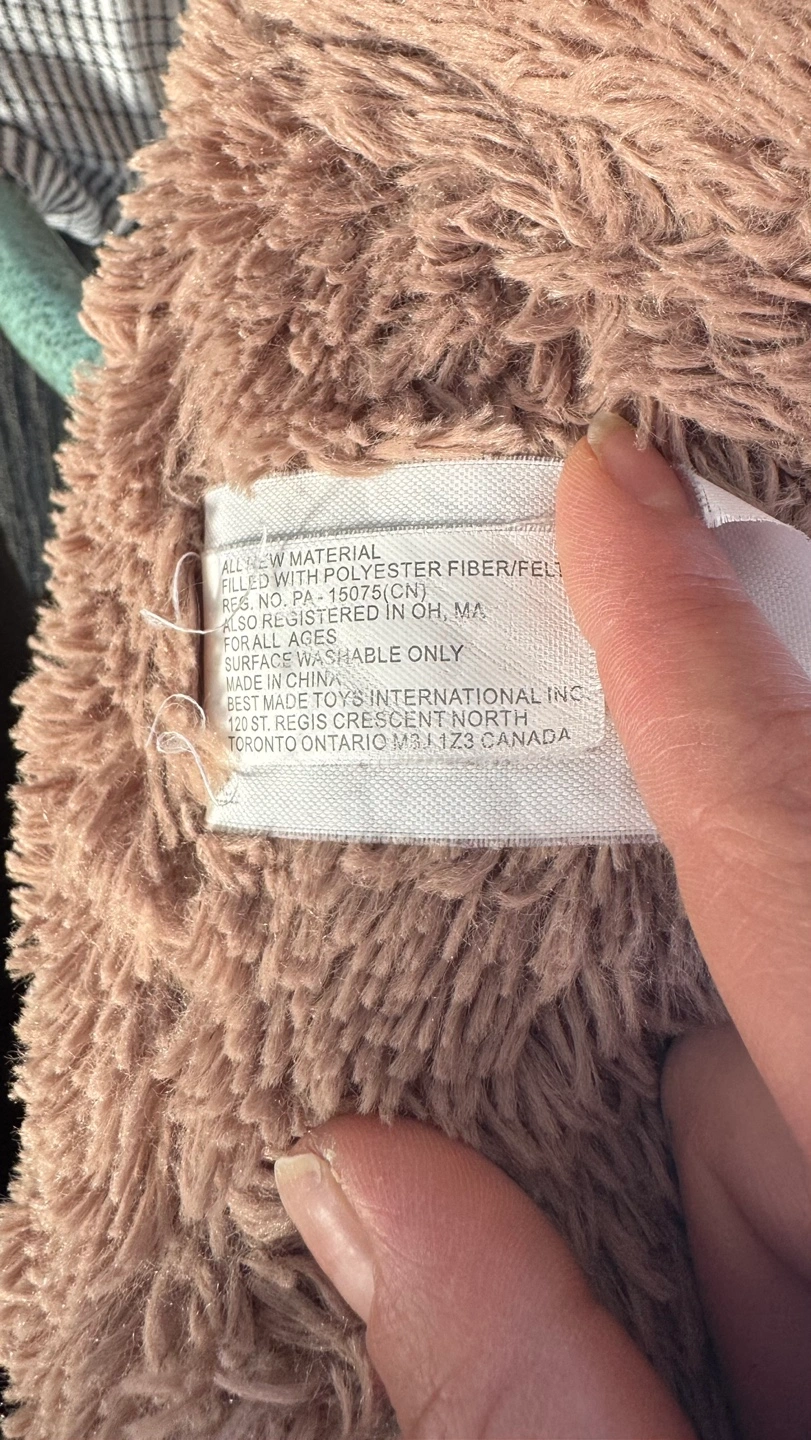 ALL NEW MATERIAL
FILLED WITH POLYESTER FIBER/FELT
REG. NO. PA - 15075(CN)
ALSO REGISTERED IN OH, MA
FOR ALL AGES
SURFACE WASHABLE ONLY
MADE IN CHINA
BEST MADE TOYS INTERNATIONAL INC
120 ST. REGIS CRESCENT NORTH
TORONTO ONTARIO M3J 1Z3 CANADA